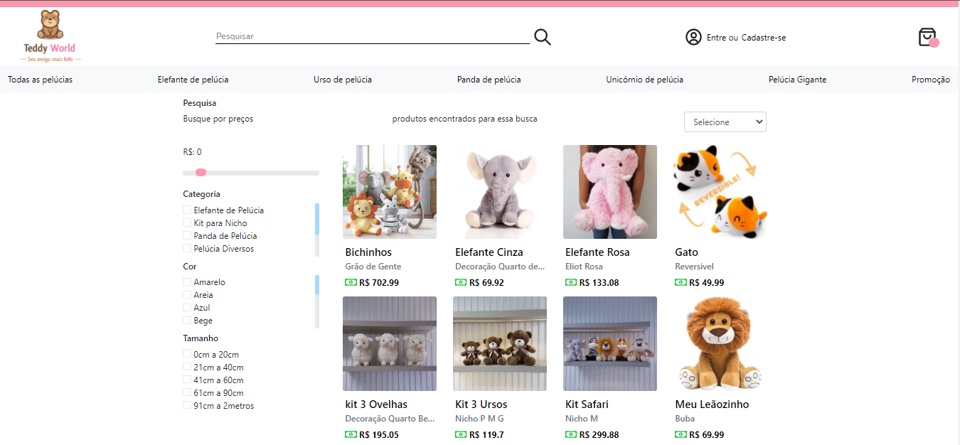 Teddy World
Seu amigo mais fofo
Pesquisar
Entre ou Cadastre-se
Todas as pelúcias
Elefante de pelúcia
Urso de pelúcia
Panda de pelúcia
Unicórnio de pelúcia
Pelúcia Gigante
Promoção
Pesquisa
Busque por preços
produtos encontrados para essa busca
Selecione
R$: 0
Categoria
Elefante de Pelúcia
Kit para Nicho
Panda de Pelúcia
Pelúcia Diversos
Cor
Amarelo
Areia
Azul
Bege
Tamanho
0cm a 20cm
21cm a 40cm
41cm a 60cm
61cm a 90cm
91cm a 2metros
Bichinhos
Grão de Gente
R$ 702.99
Elefante Cinza
Decoração Quarto de...
R$ 69.92
Elefante Rosa
Eliot Rosa
R$ 133.08
REVERSIBLE!
Gato
Reversível
R$ 49.99
kit 3 Ovelhas
Decoração Quarto Be...
R$ 195.05
Kit 3 Ursos
Nicho P M G
R$ 119.7
Kit Safari
Nicho M
R$ 299.88
Meu Leãozinho
Buba
R$ 69.99